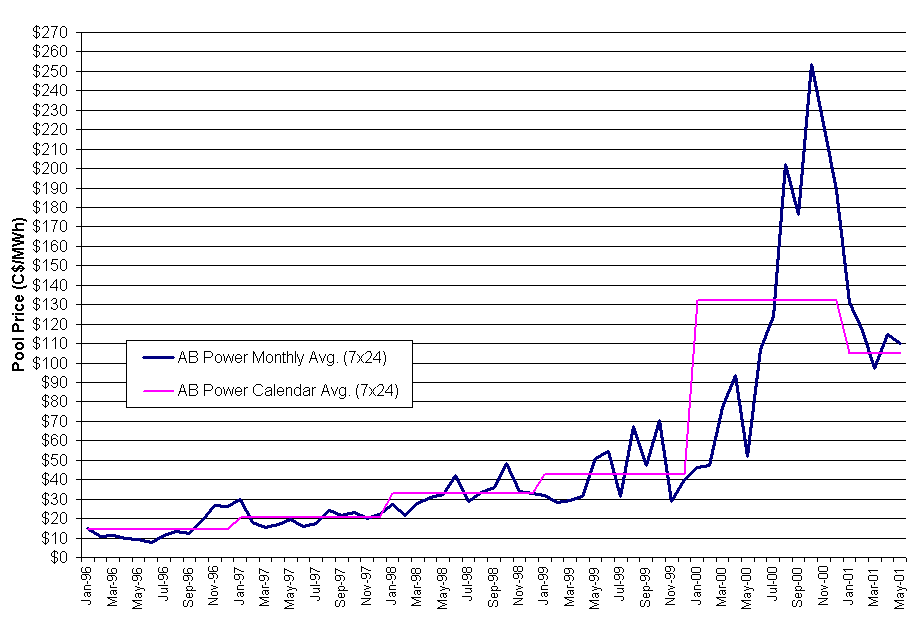 $270
$260
$250
$240
$230
$220
$210
$200
$190
$180
$170
$160
$150
$140
$130
$120
$110
$100
$90
$80
$70
$60
$50
$40
$30
$20
$10
$0
Pool Price (C$/MWh)
AB Power Monthly Avg. (7x24)
AB Power Calendar Avg. (7x24)
Jan-96
Mar-96
May-96
Jul-96
Sep-96
Nov-96
Jan-97
Mar-97
May-97
Jul-97
Sep-97
Nov-97
Jan-98
Mar-98
May-98
Jul-98
Sep-98
Nov-98
Jan-99
Mar-99
May-99
Jul-99
Sep-99
Nov-99
Jan-00
Mar-00
May-00
Jul-00
Sep-00
Nov-00
Jan-01
Mar-01
May-01